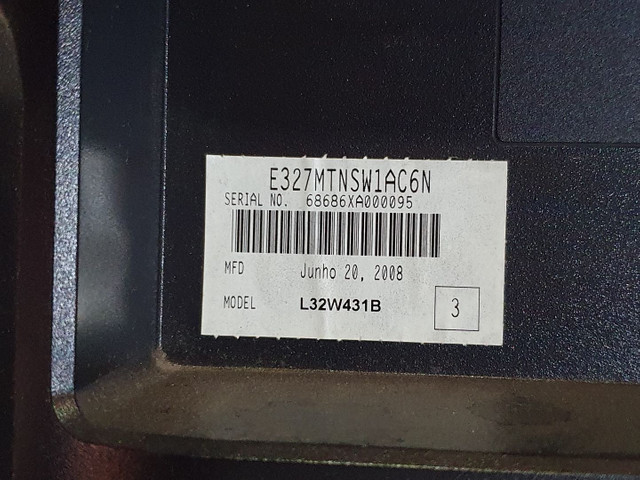 E327MTNSW1AC6N
SERIAL NO. 68686XA000095
MFD Junho 20, 2008
MODEL L32W431B
3